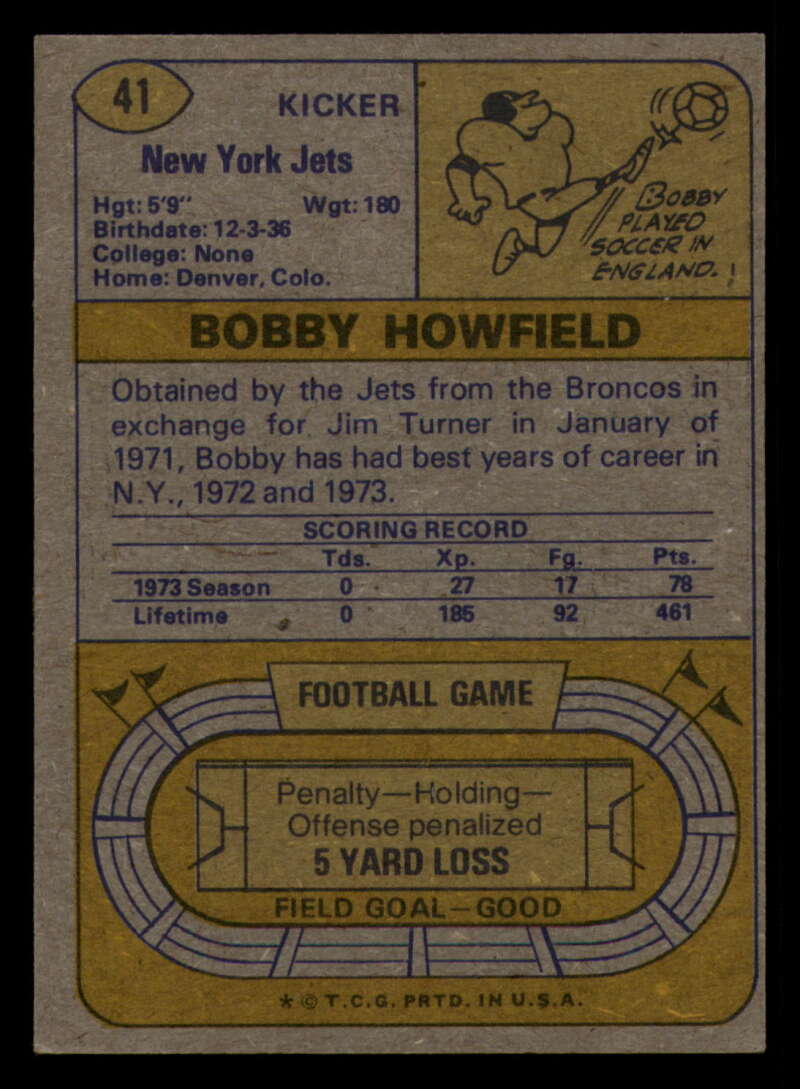 41
KICKER
New York Jets
Hgt: 5'9" Wgt: 180
Birthdate: 12-3-36
College: None
Home: Denver, Colo.
BOBBY
PLAYED
SOCCER IN
ENGLAND.
BOBBY HOWFIELD
Obtained by the Jets from the Broncos in
exchange for Jim Turner in January of
1971, Bobby has had best years of career in
N.Y., 1972 and 1973.
SCORING RECORD
Tds. Xp. Fg. Pts.
1973 Season 0 27 17 78
Lifetime 0 185 92 461
FOOTBALL GAME
Penalty—Holding—
Offense penalized
5 YARD LOSS
FIELD GOAL—GOOD
* © T.C.G. PRTD. IN U.S.A.